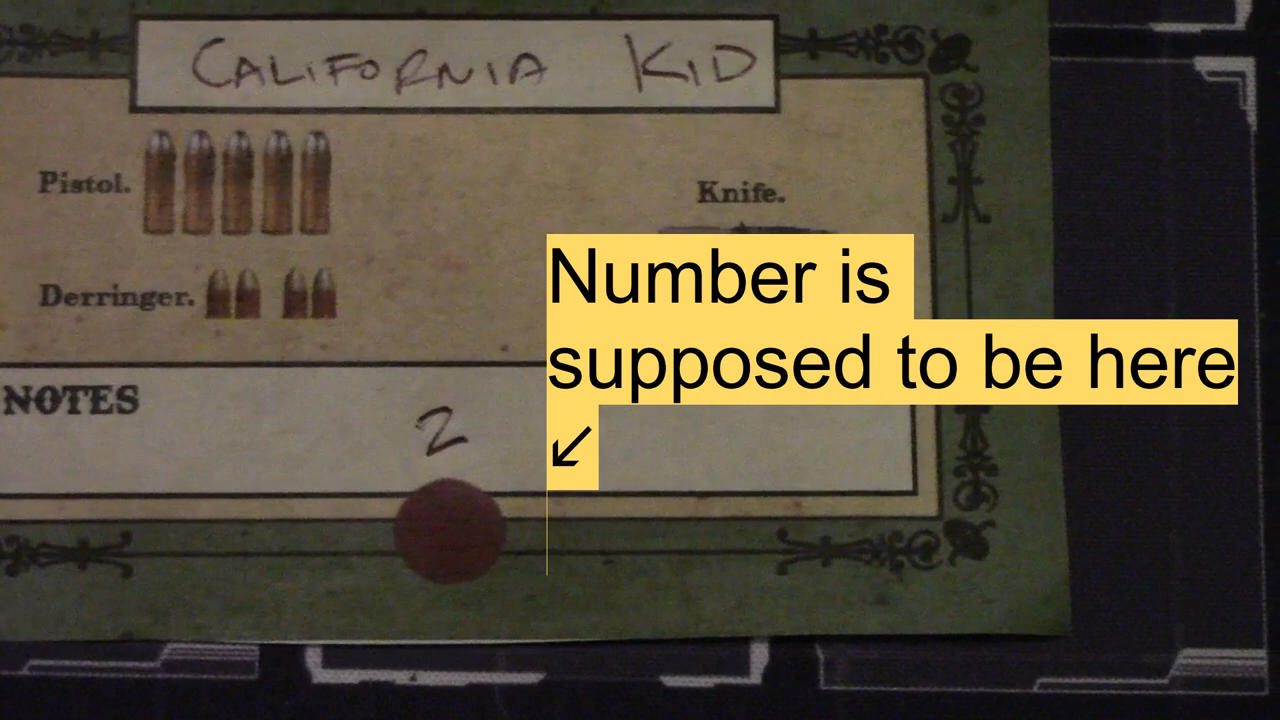 CALIFORNIA KID
Pistol.
Knife.
Derringer.
Number is
supposed to be here
↙
NOTES
2